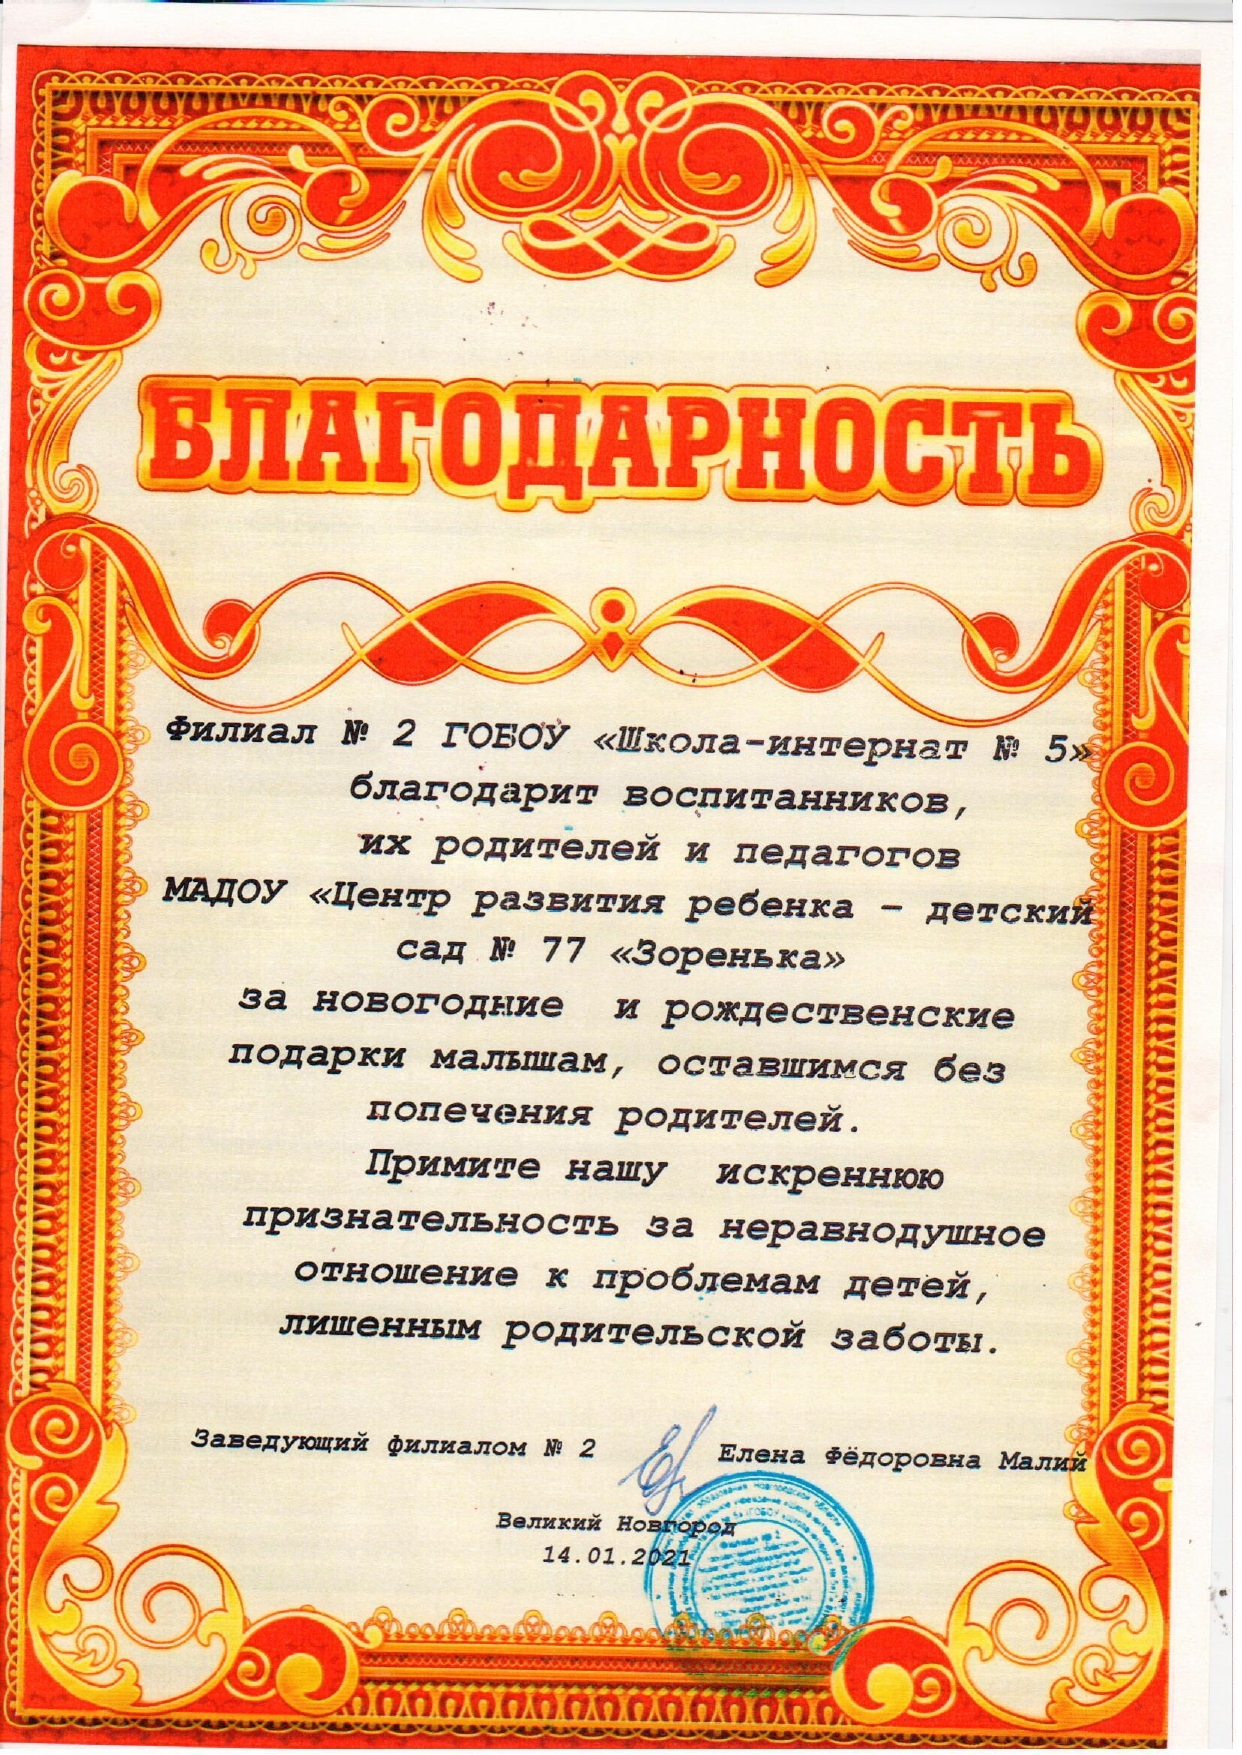 БЛАГОДАРНОСТЬ
Филиал № 2 ГОБОУ «Школа-интернат № 5»
благодарит воспитанников,
их родителей и педагогов
МАДОУ «Центр развития ребенка – детский
сад № 77 «Зоренька»
за новогодние и рождественские
подарки малышам, оставшимся без
попечения родителей.
Примите нашу искреннюю
признательность за неравнодушное
отношение к проблемам детей,
лишенным родительской заботы.
Заведующий филиалом № 2 Елена Фёдоровна Малий
Великий Новгород
14.01.2021